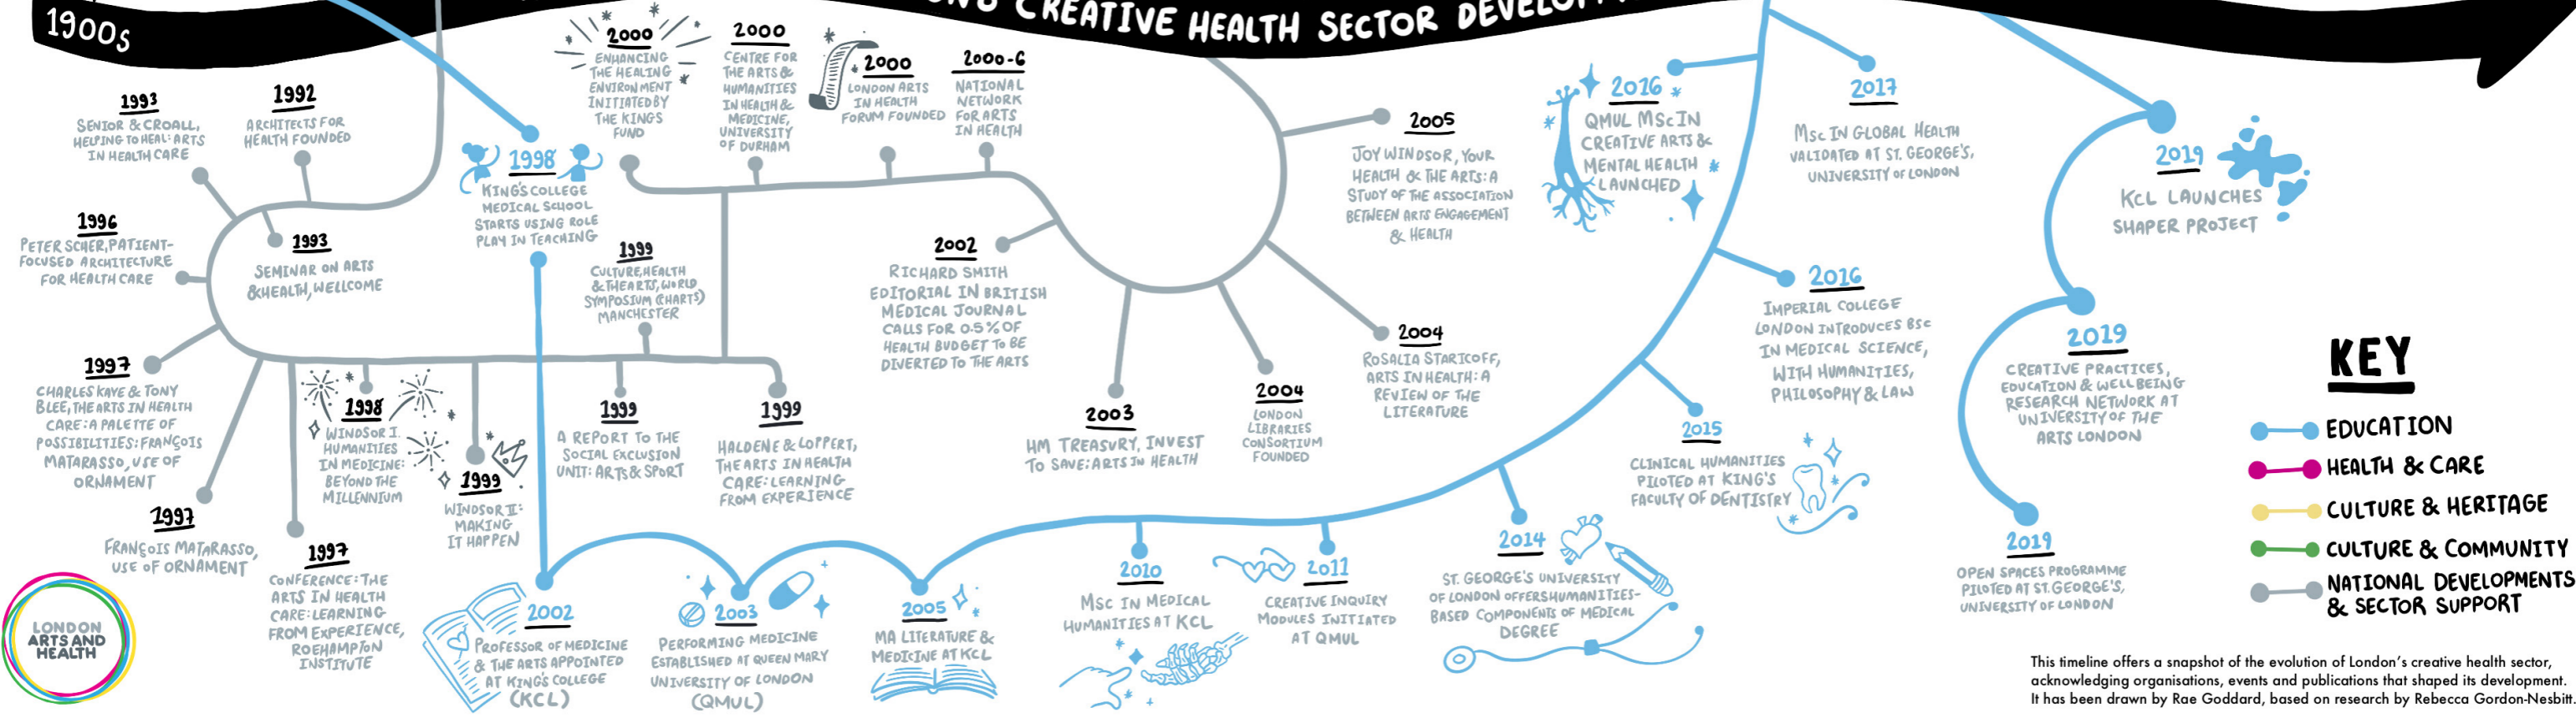 1900s
CREATIVE HEALTH SECTOR
1993
SENIOR & CROALL,
HELPING TO HEAL: ARTS
IN HEALTH CARE
1992
ARCHITECTS FOR
HEALTH FOUNDED
1996
PETER SCHER, PATIENT-
FOCUSED ARCHITECTURE
FOR HEALTH CARE
1993
SEMINAR ON ARTS
& HEALTH, WELLCOME
1997
CHARLES KAYE & TONY
BLEE, THE ARTS IN HEALTH
CARE: A PALETTE OF
POSSIBILITIES: FRANÇOIS
MATARASSO, USE OF
ORNAMENT
1997
FRANÇOIS MATARASSO,
USE OF ORNAMENT
1997
CONFERENCE: THE
ARTS IN HEALTH
CARE: LEARNING
FROM EXPERIENCE,
ROEHAMPTON
INSTITUTE
1998
WINDSOR I.
HUMANITIES
IN MEDICINE:
BEYOND THE
MILLENNIUM
1999
WINDSOR II:
MAKING
IT HAPPEN
1998
KING'S COLLEGE
MEDICAL SCHOOL
STARTS USING ROLE
PLAY IN TEACHING
1999
CULTURE, HEALTH
& THE ARTS, WORLD
SYMPOSIUM (CHARTS)
MANCHESTER
1999
A REPORT TO THE
SOCIAL EXCLUSION
UNIT: ARTS & SPORT
1999
HALDENE & LOPPERT,
THE ARTS IN HEALTH
CARE: LEARNING
FROM EXPERIENCE
2000
ENHANCING
THE HEALING
ENVIRONMENT
INITIATED BY
THE KINGS
FUND
2000
CENTRE FOR
THE ARTS &
HUMANITIES
IN HEALTH &
MEDICINE,
UNIVERSITY
OF DURHAM
2000
LONDON ARTS
IN HEALTH
FORUM FOUNDED
2000-6
NATIONAL
NETWORK
FOR ARTS
IN HEALTH
2002
RICHARD SMITH
EDITORIAL IN BRITISH
MEDICAL JOURNAL
CALLS FOR 0.5% OF
HEALTH BUDGET TO BE
DIVERTED TO THE ARTS
2003
HM TREASURY, INVEST
TO SAVE: ARTS IN HEALTH
2004
LONDON
LIBRARIES
CONSORTIUM
FOUNDED
2004
ROSALIA STARICOFF,
ARTS IN HEALTH: A
REVIEW OF THE
LITERATURE
2005
JOY WINDSOR, YOUR
HEALTH & THE ARTS: A
STUDY OF THE ASSOCIATION
BETWEEN ARTS ENGAGEMENT
& HEALTH
2002
PROFESSOR OF MEDICINE
& THE ARTS APPOINTED
AT KING'S COLLEGE
(KCL)
2003
PERFORMING MEDICINE
ESTABLISHED AT QUEEN MARY
UNIVERSITY OF LONDON
(QMUL)
2005
MA LITERATURE &
MEDICINE AT KCL
2010
MSC IN MEDICAL
HUMANITIES AT KCL
2011
CREATIVE INQUIRY
MODULES INITIATED
AT QMUL
2014
ST. GEORGE'S UNIVERSITY
OF LONDON OFFERS HUMANITIES-
BASED COMPONENTS OF MEDICAL
DEGREE
2015
CLINICAL HUMANITIES
PILOTED AT KING'S
FACULTY OF DENTISTRY
2016
IMPERIAL COLLEGE
LONDON INTRODUCES BSc
IN MEDICAL SCIENCE,
WITH HUMANITIES,
PHILOSOPHY & LAW
2016
QMUL MSc IN
CREATIVE ARTS &
MENTAL HEALTH
LAUNCHED
2017
MSc IN GLOBAL HEALTH
VALIDATED AT ST. GEORGE'S,
UNIVERSITY OF LONDON
2019
KCL LAUNCHES
SHAPER PROJECT
2019
CREATIVE PRACTICES,
EDUCATION & WELLBEING
RESEARCH NETWORK AT
UNIVERSITY OF THE
ARTS LONDON
2019
OPEN SPACES PROGRAMME
PILOTED AT ST. GEORGE'S,
UNIVERSITY OF LONDON
KEY
EDUCATION
HEALTH & CARE
CULTURE & HERITAGE
CULTURE & COMMUNITY
NATIONAL DEVELOPMENTS
& SECTOR SUPPORT
LONDON
ARTS AND
HEALTH
This timeline offers a snapshot of the evolution of London's creative health sector,
acknowledging organisations, events and publications that shaped its development.
It has been drawn by Rae Goddard, based on research by Rebecca Gordon-Nesbitt.